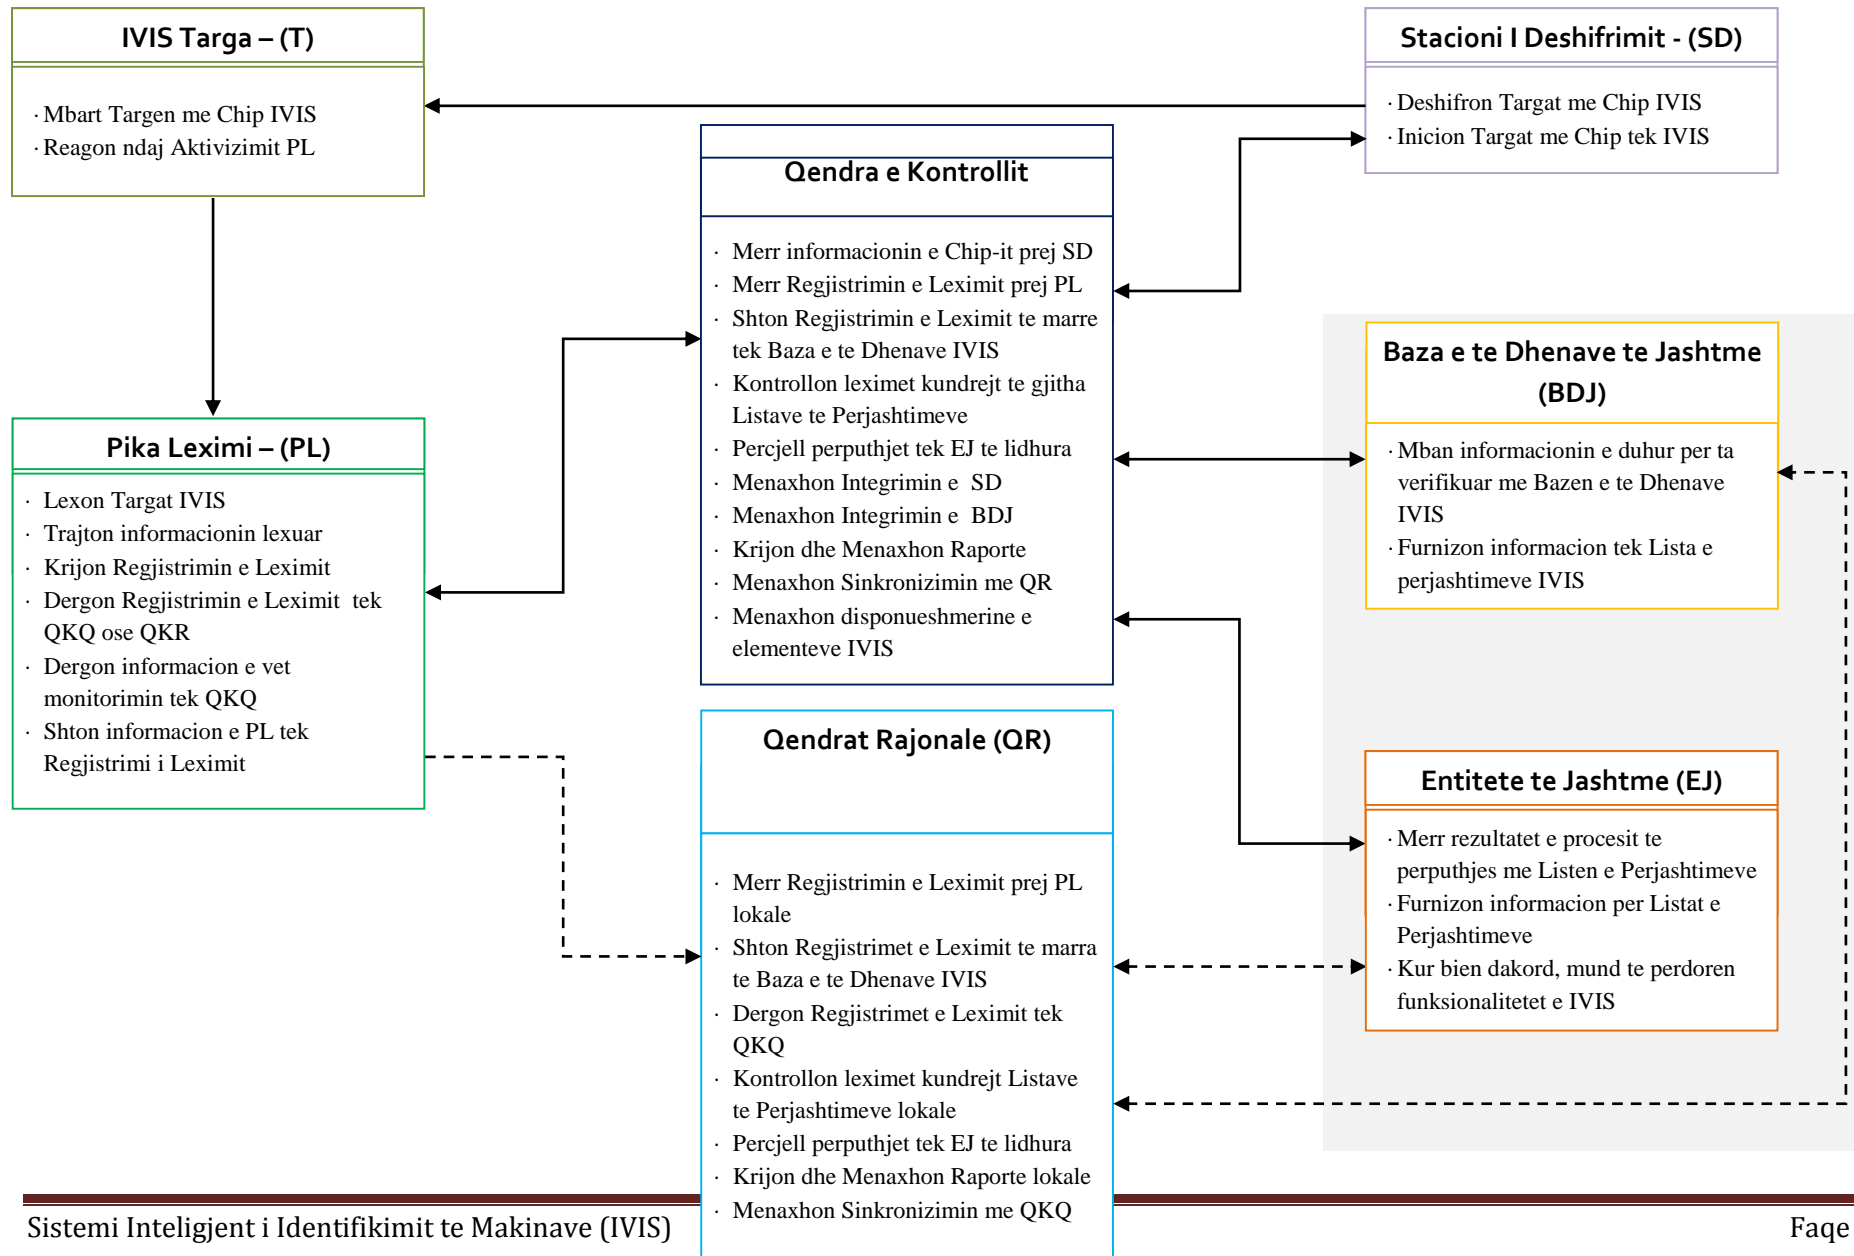 IVIS Targa – (T)
· Mbart Targen me Chip IVIS
· Reagon ndaj Aktivizimit PL
Stacioni I Deshifrimit - (SD)
· Deshifron Targat me Chip IVIS
· Inicion Targat me Chip tek IVIS
Qendra e Kontrollit
· Merr informacionin e Chip-it prej SD
· Merr Regjistrimin e Leximit prej PL
· Shton Regjistrimin e Leximit te marre
tek Baza e te Dhenave IVIS
· Kontrollon leximet kundrejt te gjitha
Listave te Perjashtimeve
· Percjell perputhjet tek EJ te lidhura
· Menaxhon Integrimin e  SD
· Menaxhon Integrimin e  BDJ
· Krijon dhe Menaxhon Raporte
· Menaxhon Sinkronizimin me QR
· Menaxhon disponueshmerine e
elementeve IVIS
Baza e te Dhenave te Jashtme
(BDJ)
· Mban informacionin e duhur per ta
verifikuar me Bazen e te Dhenave
IVIS
· Furnizon informacion tek Lista e
perjashtimeve IVIS
Pika Leximi – (PL)
· Lexon Targat IVIS
· Trajton informacionin lexuar
· Krijon Regjistrimin e Leximit
· Dergon Regjistrimin e Leximit  tek
QKQ ose QKR
· Dergon informacion e vet
monitorimin tek QKQ
· Shton informacion e PL tek
Regjistrimi i Leximit
Qendrat Rajonale (QR)
· Merr Regjistrimin e Leximit prej PL
lokale
· Shton Regjistrimet e Leximit te marra
te Baza e te Dhenave IVIS
· Dergon Regjistrimet e Leximit tek
QKQ
· Kontrollon leximet kundrejt Listave
te Perjashtimeve lokale
· Percjell perputhjet tek EJ te lidhura
· Krijon dhe Menaxhon Raporte lokale
· Menaxhon Sinkronizimin me QKQ
Entitete te Jashtme (EJ)
· Merr rezultatet e procesit te
perputhjes me Listen e Perjashtimeve
· Furnizon informacion per Listat e
Perjashtimeve
· Kur bien dakord, mund te perdoren
funksionalitetet e IVIS
Sistemi Inteligjent i Identifikimit te Makinave (IVIS)
Faqe